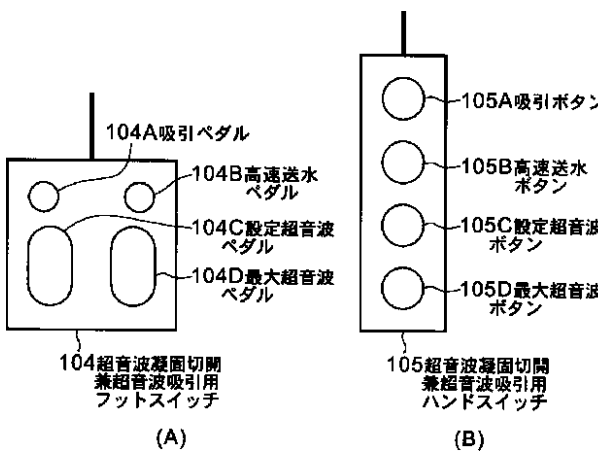 104A吸引ペダル
104B高速送水
ペダル
104C設定超音波
ペダル
104D最大超音波
ペダル
104超音波凝固切開
兼超音波吸引用
フットスイッチ
(A)
105A吸引ボタン
105B高速送水
ボタン
105C設定超音波
ボタン
105D最大超音波
ボタン
105超音波凝固切開
兼超音波吸引用
ハンドスイッチ
(B)